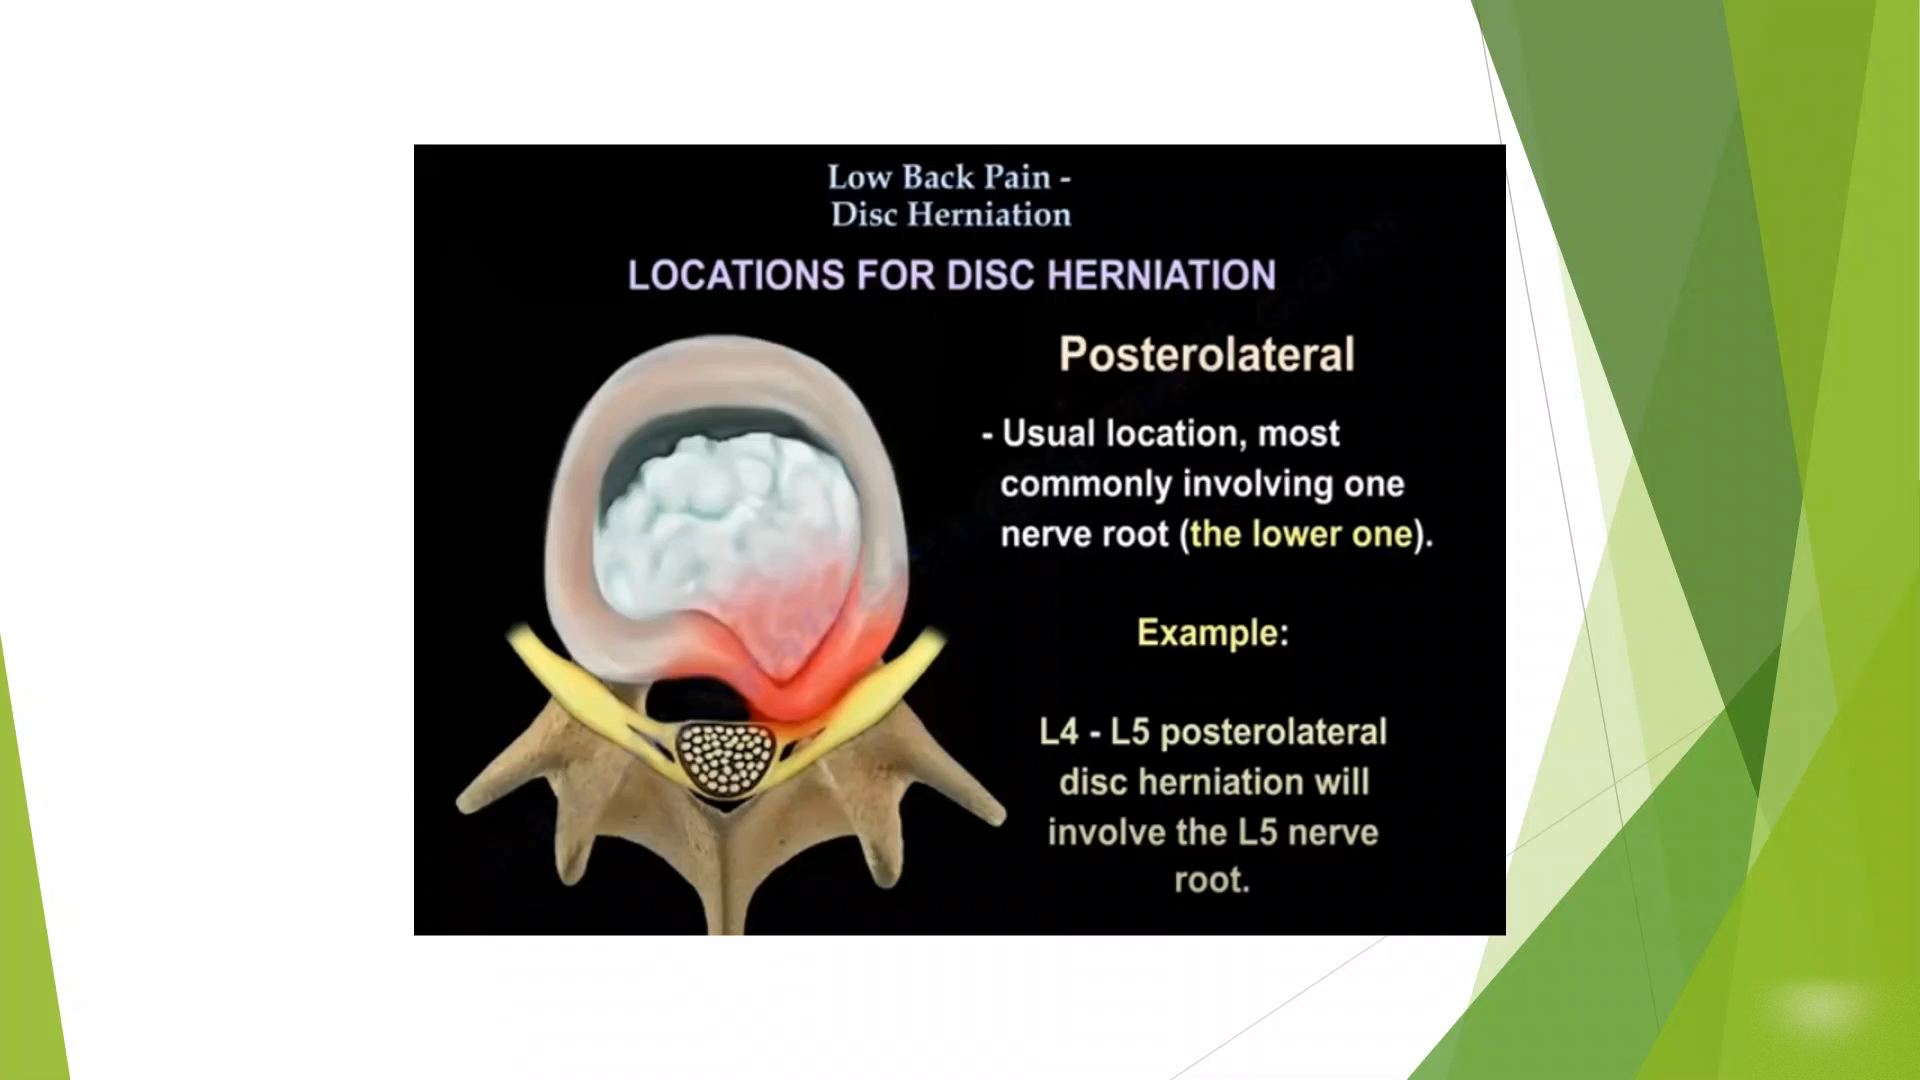 Low Back Pain -
Disc Herniation
LOCATIONS FOR DISC HERNIATION
Posterolateral
- Usual location, most
commonly involving one
nerve root (the lower one).
Example:
L4 - L5 posterolateral
disc herniation will
involve the L5 nerve
root.